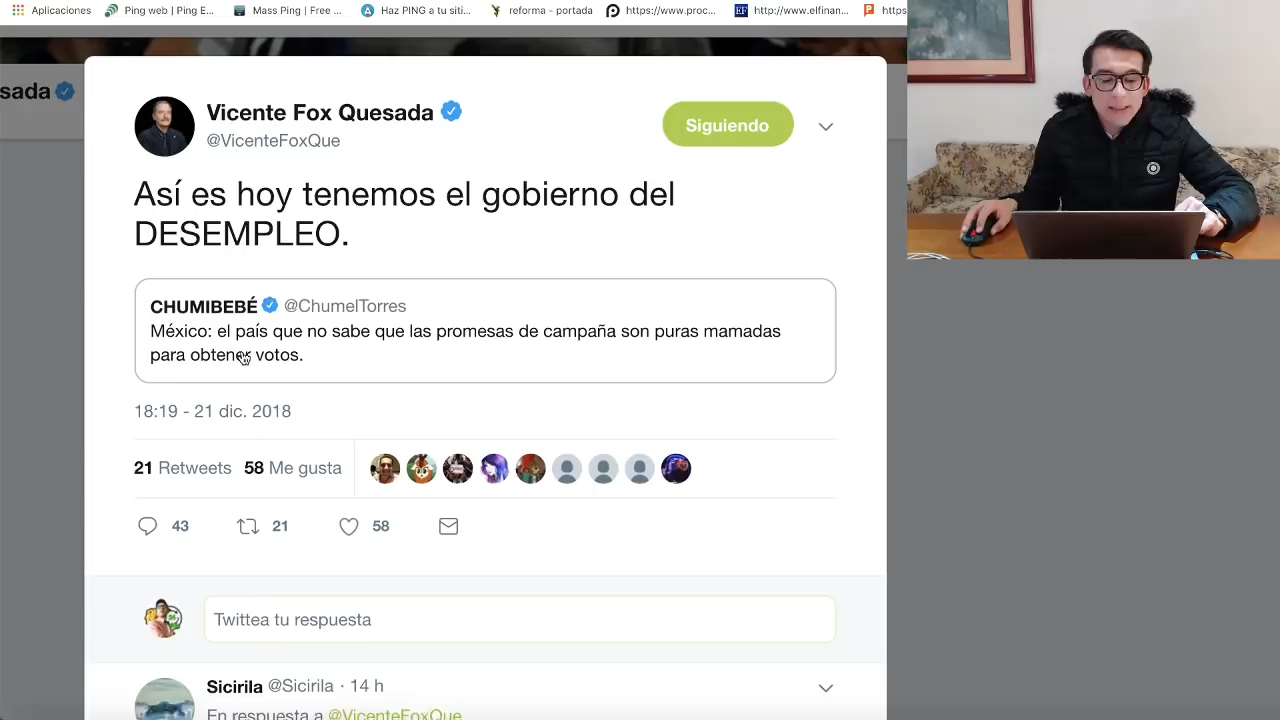 Aplicaciones
Ping web | Ping E...
Mass Ping | Free ...
Haz PING a tu siti...
reforma - portada
https://www.proc...
http://www.elfinan...
https
sada
Vicente Fox Quesada
@VicenteFoxQue
Siguiendo
Así es hoy tenemos el gobierno del
DESEMPLEO.
CHUMIBEBÉ @ChumelTorres
México: el país que no sabe que las promesas de campaña son puras mamadas
para obtener votos.
18:19 - 21 dic. 2018
21 Retweets 58 Me gusta
43 21 58
Twittea tu respuesta
Sicirila @Sicirila · 14 h
En respuesta a @VicenteFoxQue